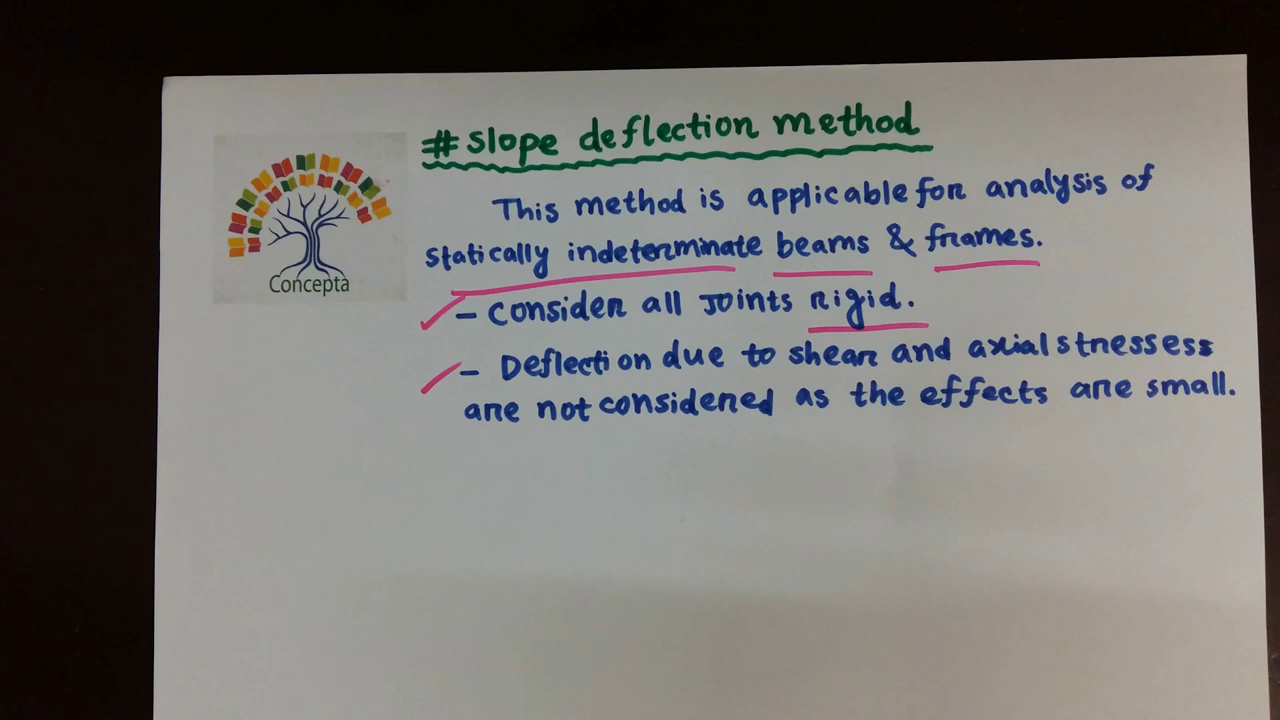 # Slope deflection method
This method is applicable for analysis of
statically indeterminate beams & frames.
- Consider all Joints rigid.
- Deflection due to shear and axial stressess
are not considered as the effects are small.
Concepta